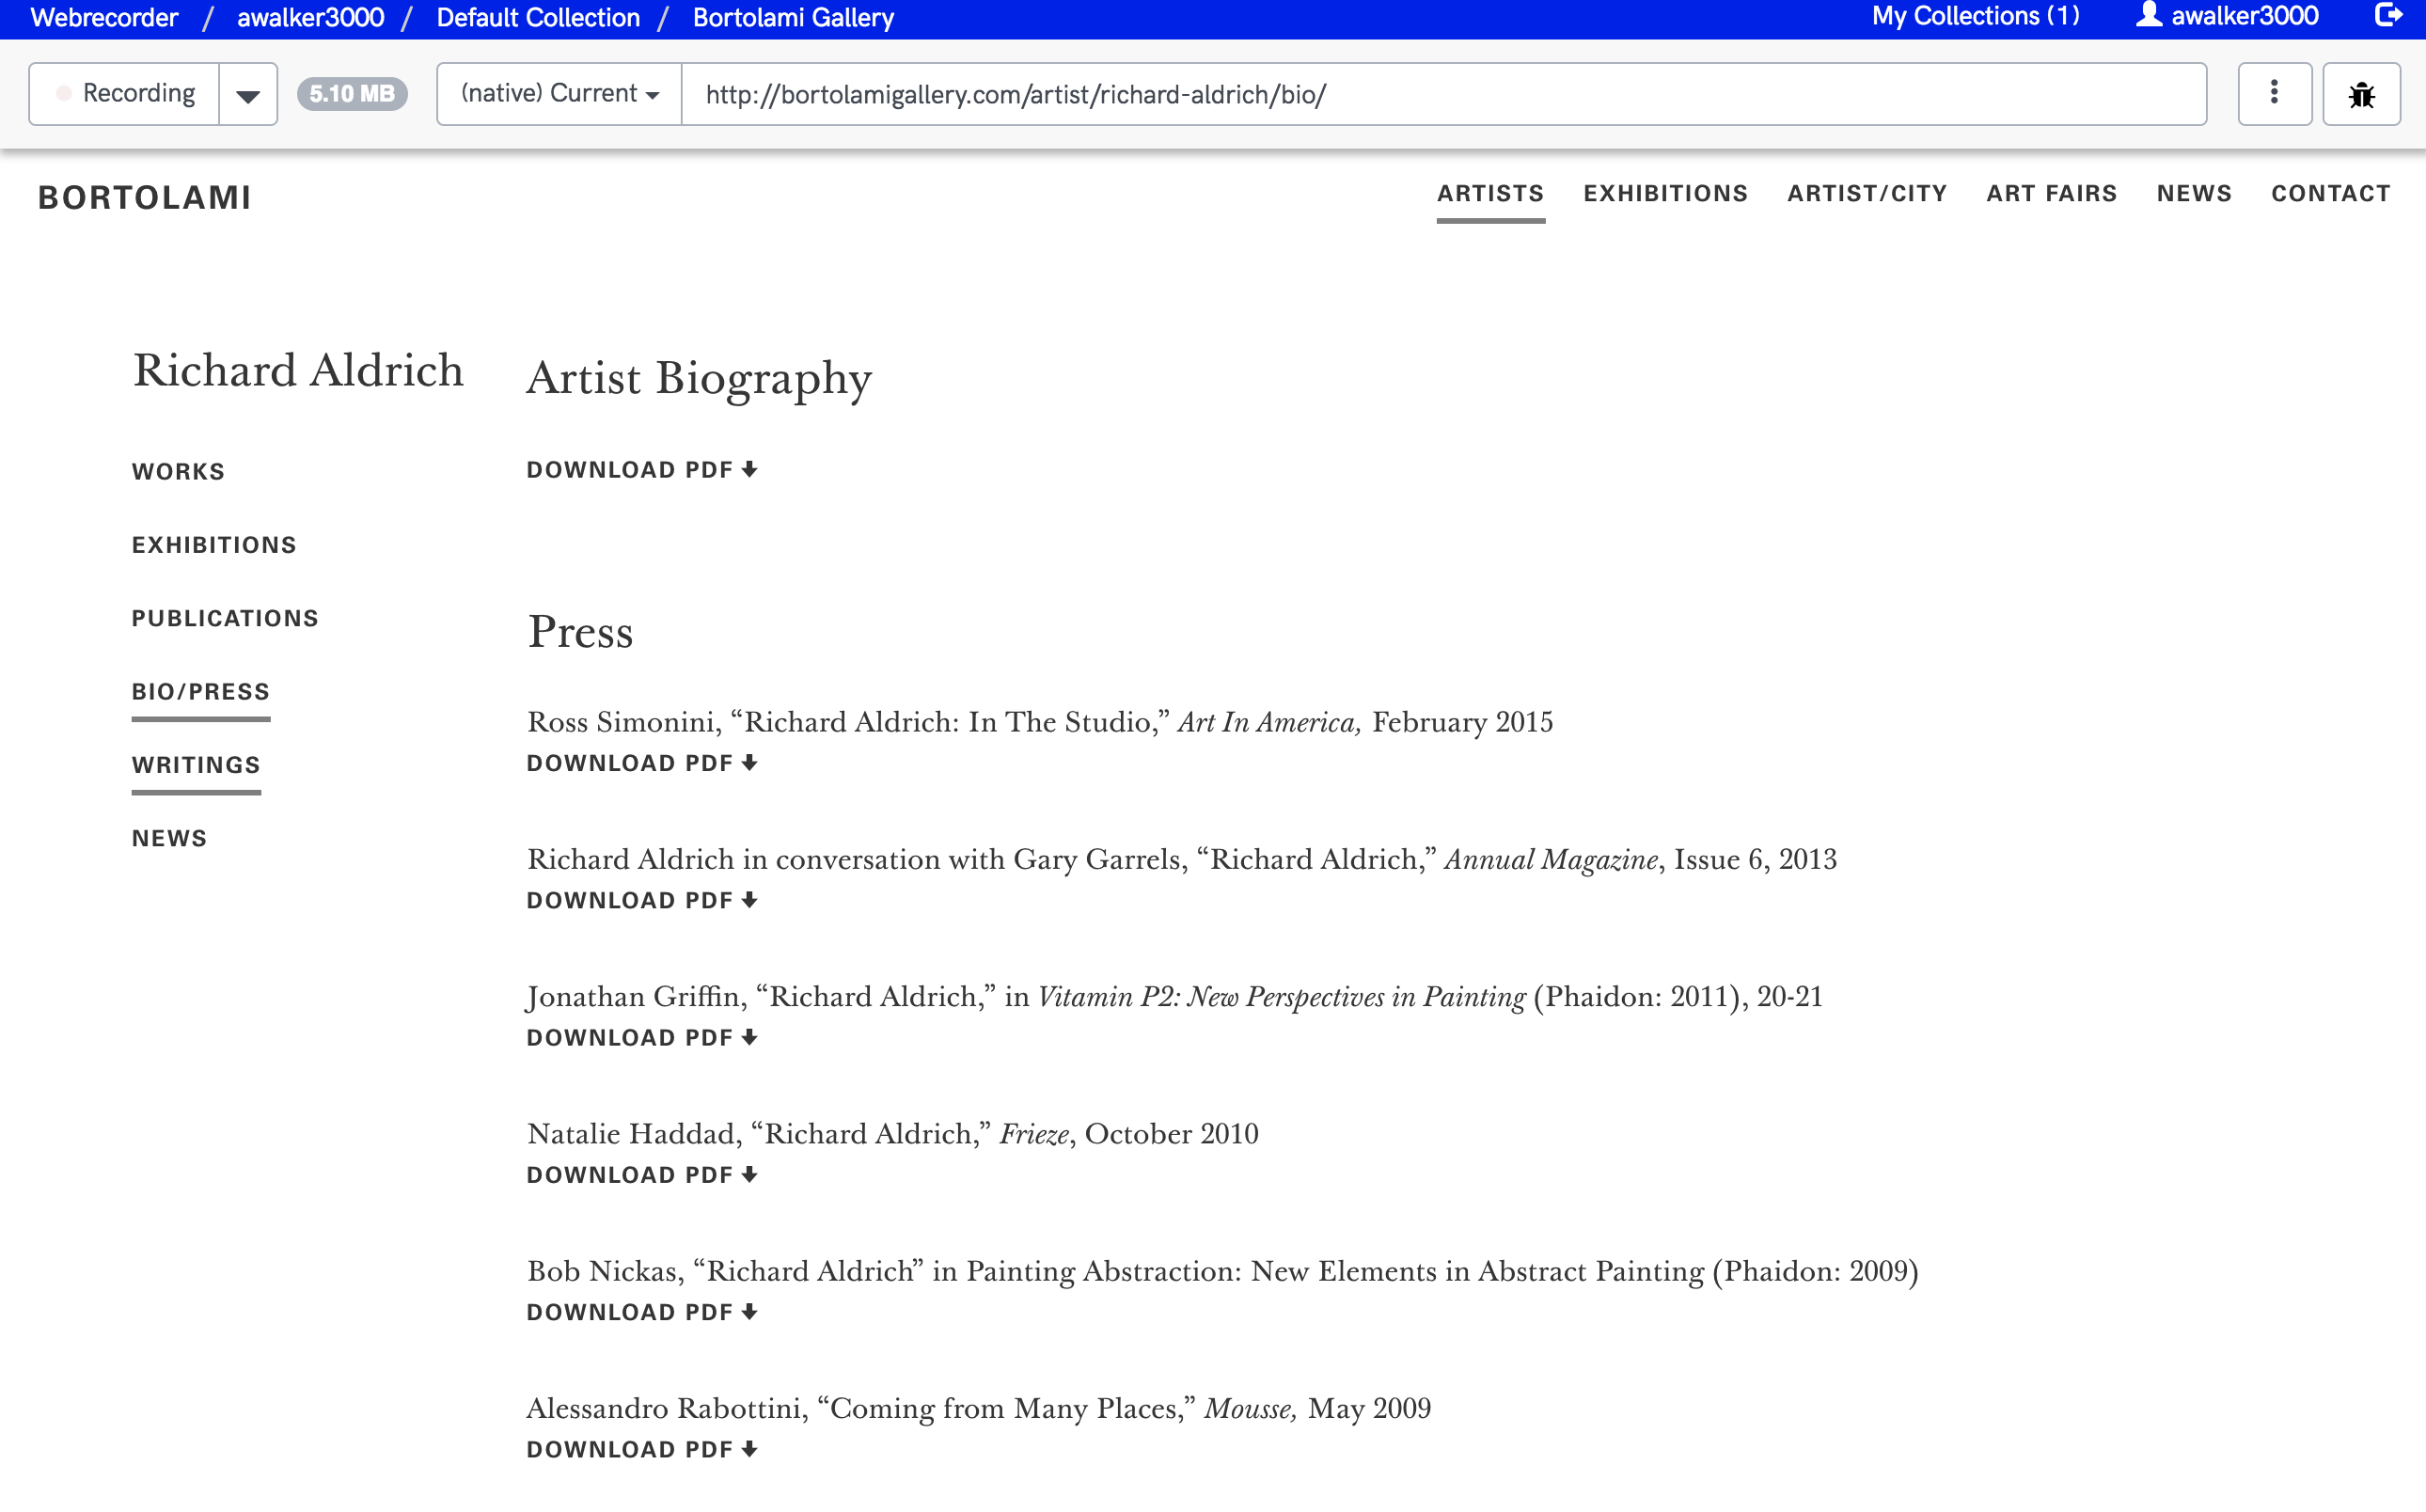 Webrecorder / awalker3000 / Default Collection / Bortolami Gallery My Collections (1) awalker3000
Recording 5.10 MB (native) Current http://bortolamigallery.com/artist/richard-aldrich/bio/
BORTOLAMI ARTISTS EXHIBITIONS ARTIST/CITY ART FAIRS NEWS CONTACT
Richard Aldrich
WORKS
EXHIBITIONS
PUBLICATIONS
BIO/PRESS
WRITINGS
NEWS
Artist Biography
DOWNLOAD PDF
Press
Ross Simonini, “Richard Aldrich: In The Studio,” Art In America, February 2015
DOWNLOAD PDF
Richard Aldrich in conversation with Gary Garrels, “Richard Aldrich,” Annual Magazine, Issue 6, 2013
DOWNLOAD PDF
Jonathan Griffin, “Richard Aldrich,” in Vitamin P2: New Perspectives in Painting (Phaidon: 2011), 20-21
DOWNLOAD PDF
Natalie Haddad, “Richard Aldrich,” Frieze, October 2010
DOWNLOAD PDF
Bob Nickas, “Richard Aldrich” in Painting Abstraction: New Elements in Abstract Painting (Phaidon: 2009)
DOWNLOAD PDF
Alessandro Rabottini, “Coming from Many Places,” Mousse, May 2009
DOWNLOAD PDF